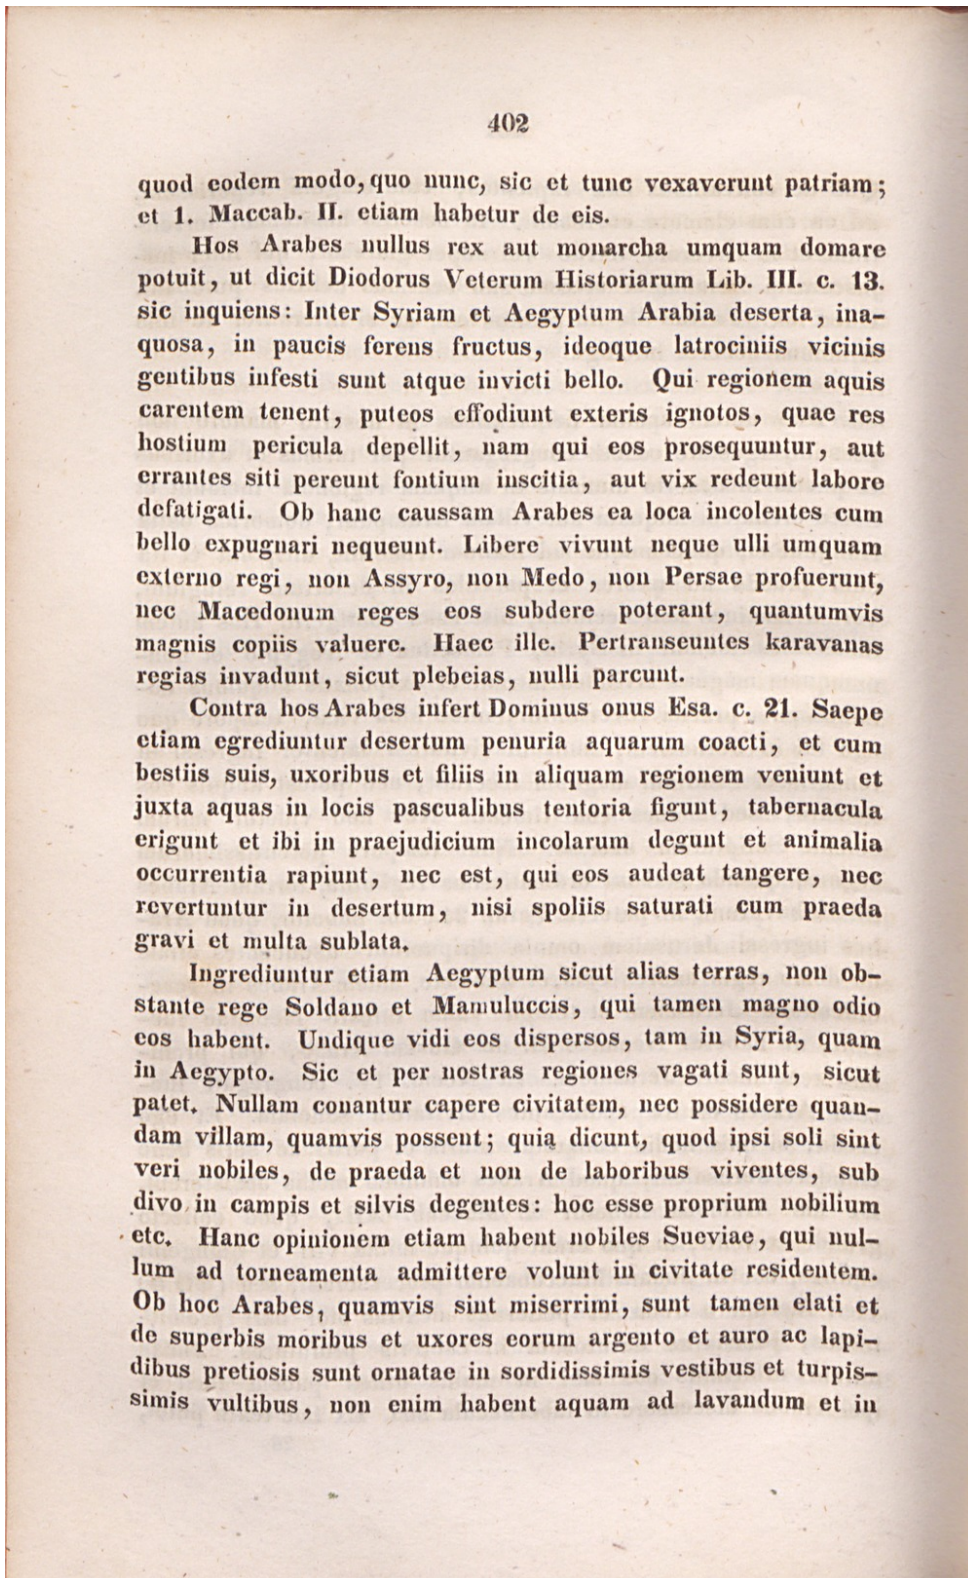 402
quod eodem modo, quo nunc, sic et tunc vexaverunt patriam;
et 1. Maccab. II. etiam habetur de eis.
Hos Arabes nullus rex aut monarcha umquam domare
potuit, ut dicit Diodorus Veterum Historiarum Lib. III. c. 13.
sic inquiens: Inter Syriam et Aegyptum Arabia deserta, ina-
quosa, in paucis ferens fructus, ideoque latrociniis vicinis
gentibus infesti sunt atque invicti bello. Qui regionem aquis
carentem tenent, puteos effodiunt exteris ignotos, quae res
hostium pericula depellit, nam qui eos prosequuntur, aut
errantes siti pereunt fontium inscitia, aut vix redeunt labore
defatigati. Ob hanc caussam Arabes ea loca incolentes cum
bello expugnari nequeunt. Libere vivunt neque ulli umquam
externo regi, non Assyro, non Medo, non Persae profuerunt,
nec Macedonum reges eos subdere poterant, quantumvis
magnis copiis valuere. Haec ille. Pertranseuntes karavanas
regias invadunt, sicut plebeias, nulli parcunt.
Contra hos Arabes infert Dominus onus Esa. c. 21. Saepe
etiam egrediuntur desertum penuria aquarum coacti, et cum
bestiis suis, uxoribus et filiis in aliquam regionem veniunt et
juxta aquas in locis pascualibus tentoria figunt, tabernacula
erigunt et ibi in praejudicium incolarum degunt et animalia
occurrentia rapiunt, nec est, qui eos audeat tangere, nec
revertuntur in desertum, nisi spoliis saturati cum praeda
gravi et multa sublata.
Ingrediuntur etiam Aegyptum sicut alias terras, non ob-
stante rege Soldano et Mamuluccis, qui tamen magno odio
eos habent. Undique vidi eos dispersos, tam in Syria, quam
in Aegypto. Sic et per nostras regiones vagati sunt, sicut
patet. Nullam conantur capere civitatem, nec possidere quan-
dam villam, quamvis possent; quia dicunt, quod ipsi soli sint
veri nobiles, de praeda et non de laboribus viventes, sub
divo in campis et silvis degentes: hoc esse proprium nobilium
etc. Hanc opinionem etiam habent nobiles Sueviae, qui nul-
lum ad torneamenta admittere volunt in civitate residentem.
Ob hoc Arabes, quamvis sint miserrimi, sunt tamen elati et
de superbis moribus et uxores eorum argento et auro ac lapi-
dibus pretiosis sunt ornatae in sordidissimis vestibus et turpis-
simis vultibus, non enim habent aquam ad lavandum et in